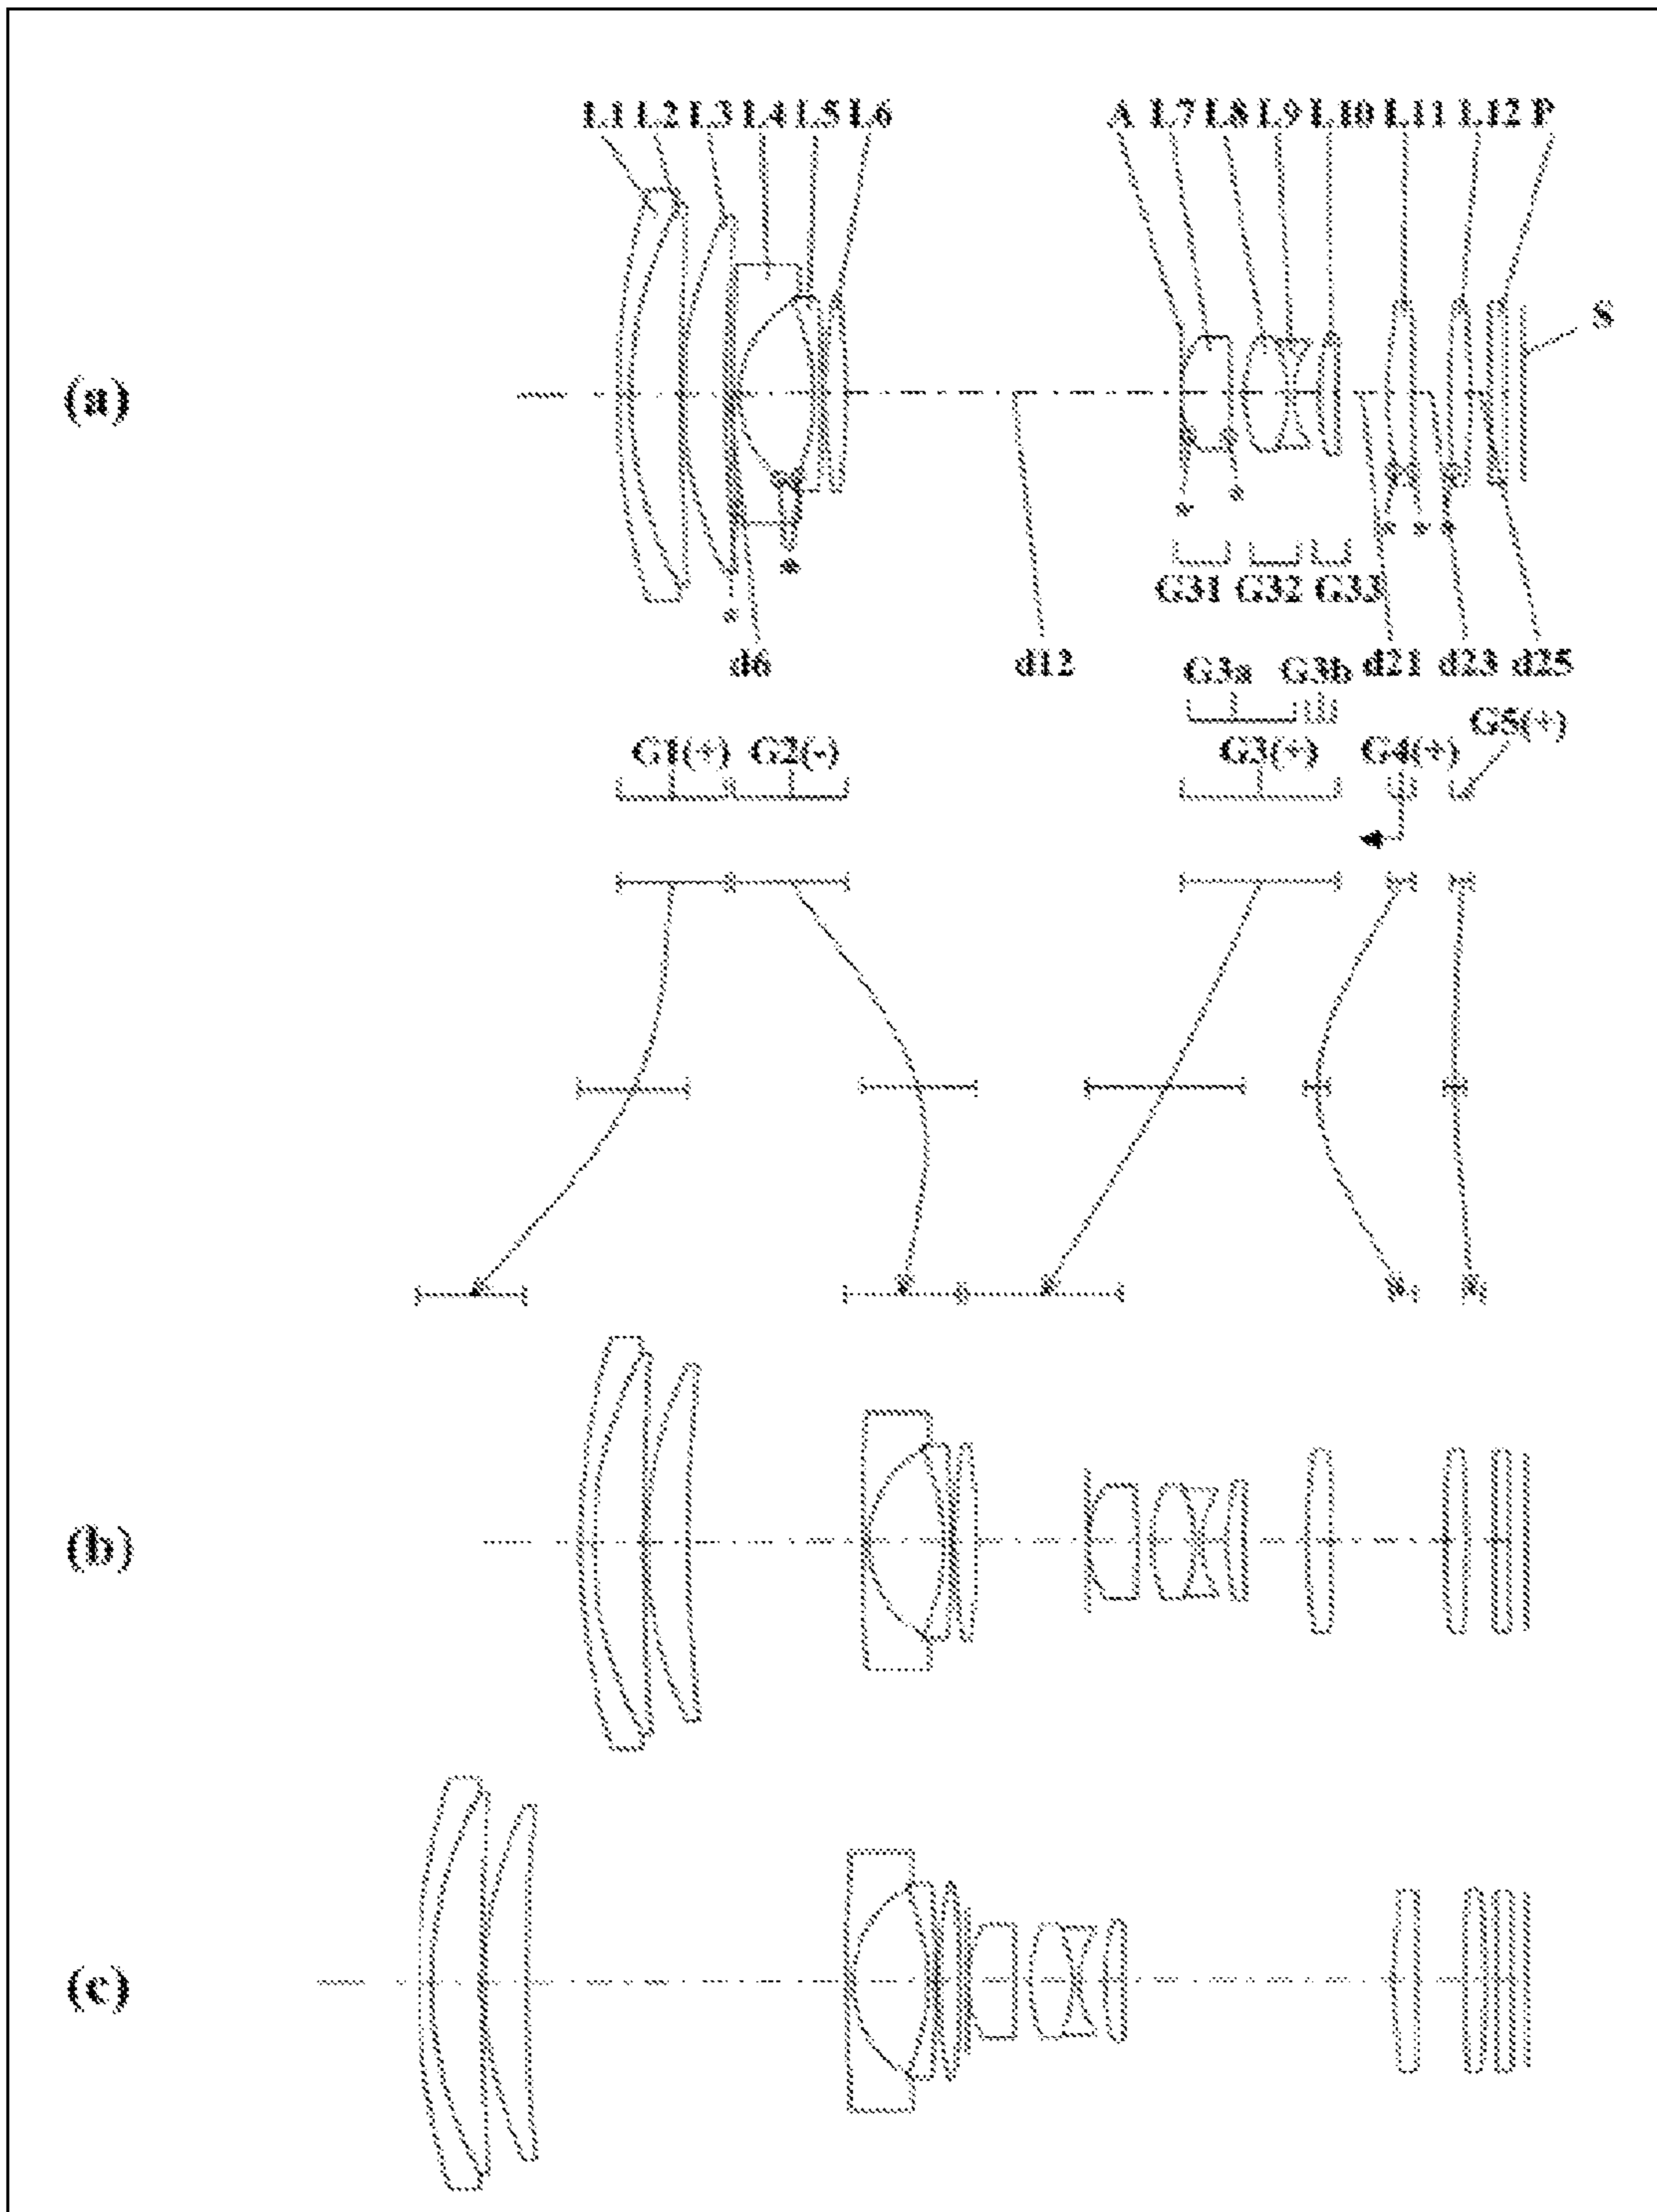 L1 L2 L3 L4 L5 L6 A L7 L8 L9 L10 L11 L12 P
S
(a)
* * * * * * *
G31 G32 G33
d6 d12 d21 d23 d25
G3a G3b
G5(+)
G1(+) G2(-) G3(+) G4(+)
(b)
(c)